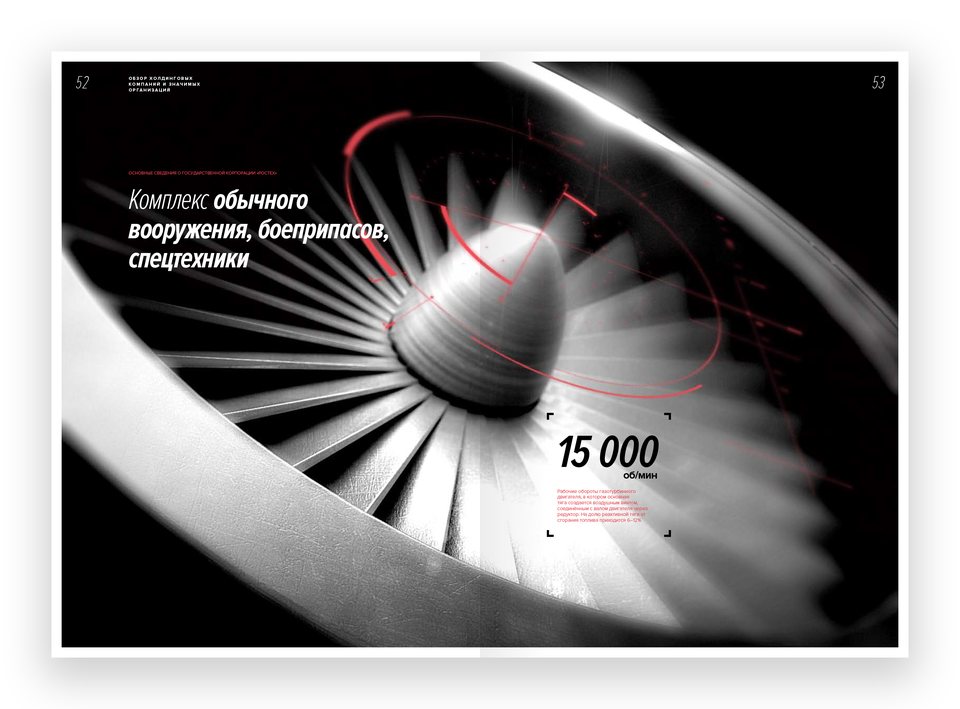 52
ОБЗОР ХОЛДИНГОВЫХ
КОМПАНИЙ И ЗНАЧИМЫХ
ОРГАНИЗАЦИЙ
53
ОСНОВНЫЕ СВЕДЕНИЯ О ГОСУДАРСТВЕННОЙ КОРПОРАЦИИ «РОСТЕХ»
Комплекс обычного
вооружения, боеприпасов,
спецтехники
15 000
об/мин
Рабочие обороты газотурбинного
двигателя, в котором основная
тяга создается воздушным винтом,
соединённым с валом двигателя через
редуктор. На долю реактивной тяги от
сгорания топлива приходится 8–12%